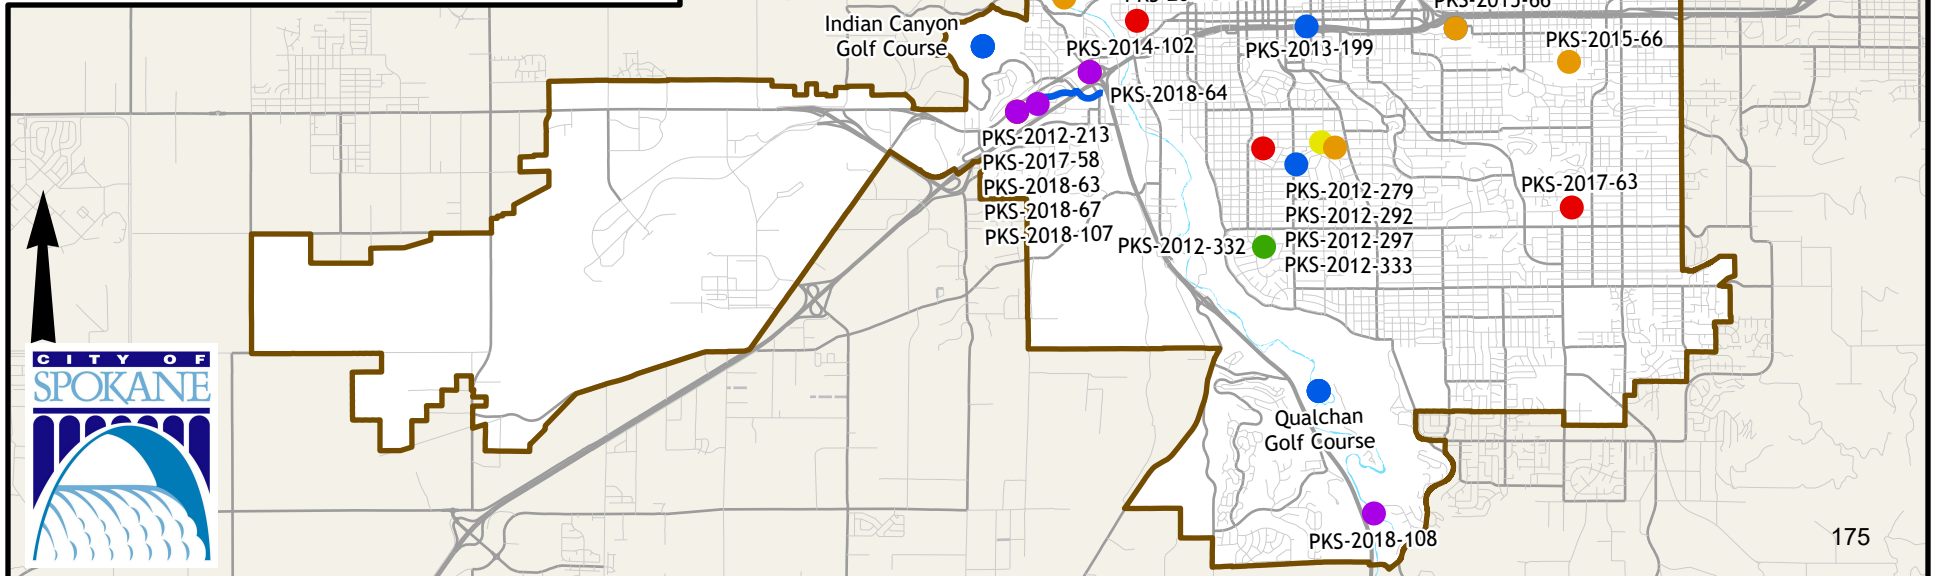 PKS-2015-66
Indian Canyon
Golf Course
PKS-2014-102
PKS-2013-199
PKS-2015-66
PKS-2018-64
PKS-2012-213
PKS-2017-58
PKS-2018-63
PKS-2018-67
PKS-2018-107
PKS-2012-279
PKS-2012-292
PKS-2012-297
PKS-2012-333
PKS-2017-63
PKS-2012-332
CITY OF
SPOKANE
Qualchan
Golf Course
PKS-2018-108
175